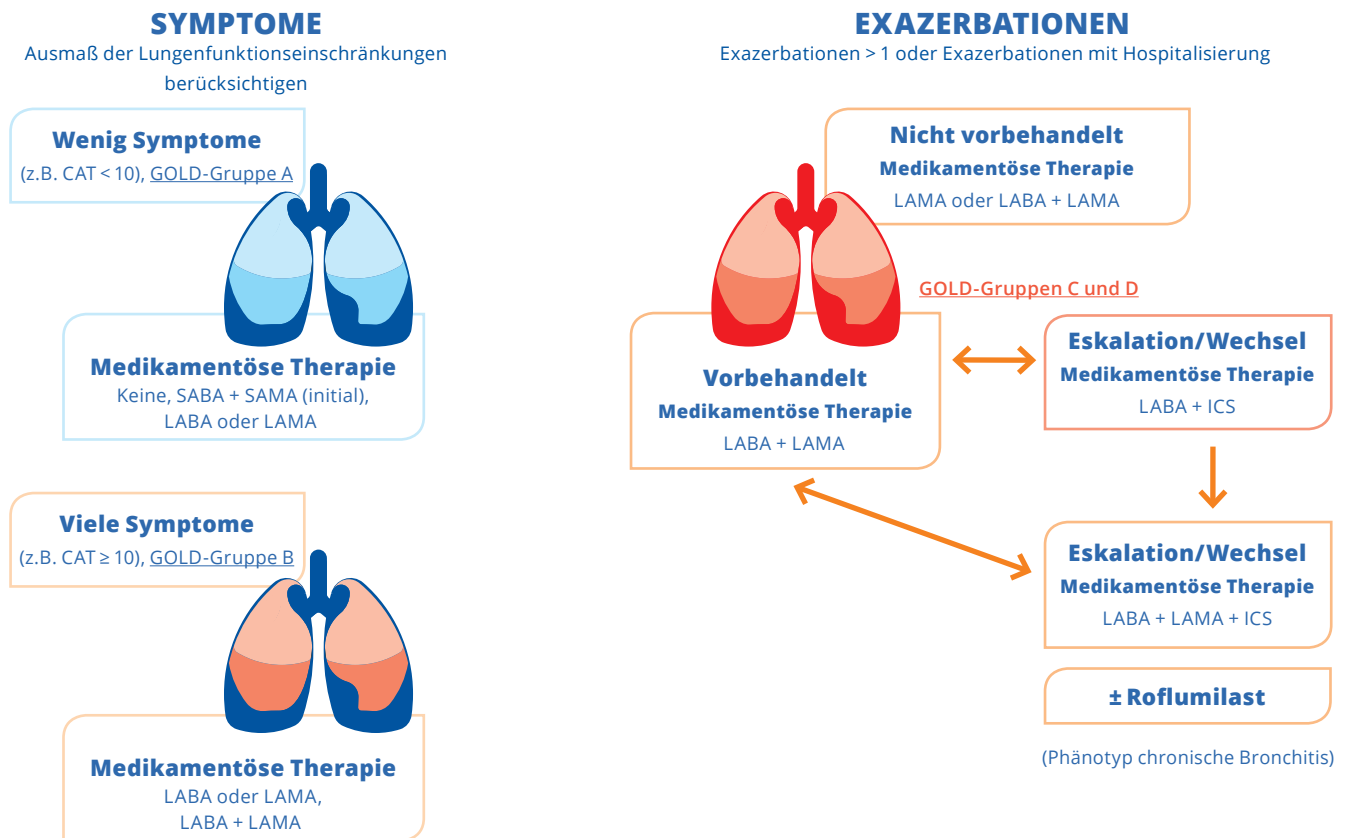 SYMPTOME
Ausmaß der Lungenfunktionseinschränkungen
berücksichtigen
Wenig Symptome
(z.B. CAT < 10), GOLD-Gruppe A
Medikamentöse Therapie
Keine, SABA + SAMA (initial),
LABA oder LAMA
Viele Symptome
(z.B. CAT ≥ 10), GOLD-Gruppe B
Medikamentöse Therapie
LABA oder LAMA,
LABA + LAMA
EXAZERBATIONEN
Exazerbationen > 1 oder Exazerbationen mit Hospitalisierung
Nicht vorbehandelt
Medikamentöse Therapie
LAMA oder LABA + LAMA
GOLD-Gruppen C und D
Vorbehandelt
Medikamentöse Therapie
LABA + LAMA
Eskalation/Wechsel
Medikamentöse Therapie
LABA + ICS
Eskalation/Wechsel
Medikamentöse Therapie
LABA + LAMA + ICS
± Roflumilast
(Phänotyp chronische Bronchitis)